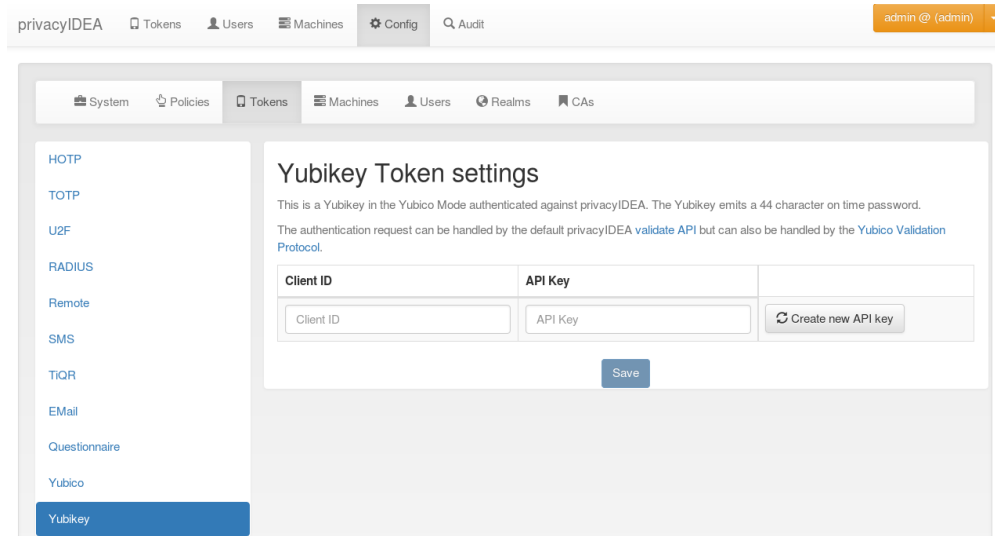 privacyIDEA Tokens Users Machines Config Audit admin @ (admin)
System Policies Tokens Machines Users Realms CAs
HOTP
TOTP
U2F
RADIUS
Remote
SMS
TiQR
EMail
Questionnaire
Yubico
Yubikey
Yubikey Token settings
This is a Yubikey in the Yubico Mode authenticated against privacyIDEA. The Yubikey emits a 44 character on time password.
The authentication request can be handled by the default privacyIDEA validate API but can also be handled by the Yubico Validation
Protocol.
Client ID API Key
Client ID API Key Create new API key
Save